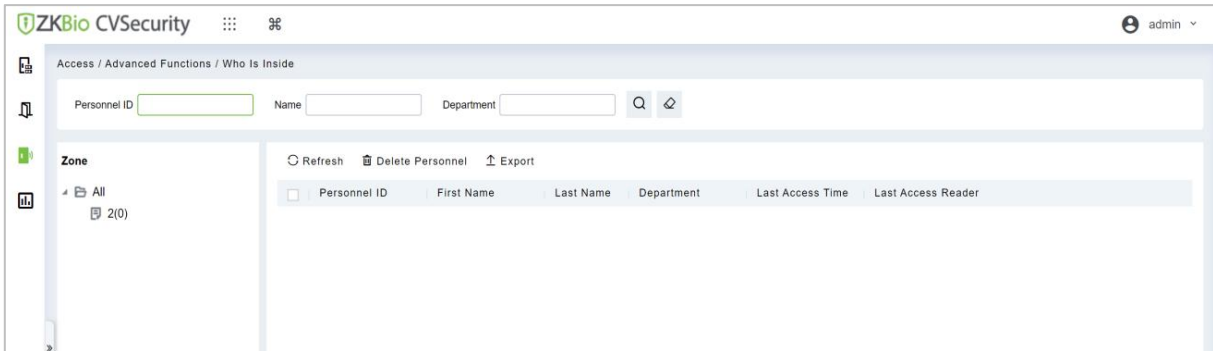 ZKBio CVSecurity admin
Access / Advanced Functions / Who Is Inside
Personnel ID Name Department
Zone
Refresh Delete Personnel Export
All
Personnel ID First Name Last Name Department Last Access Time Last Access Reader
2(0)